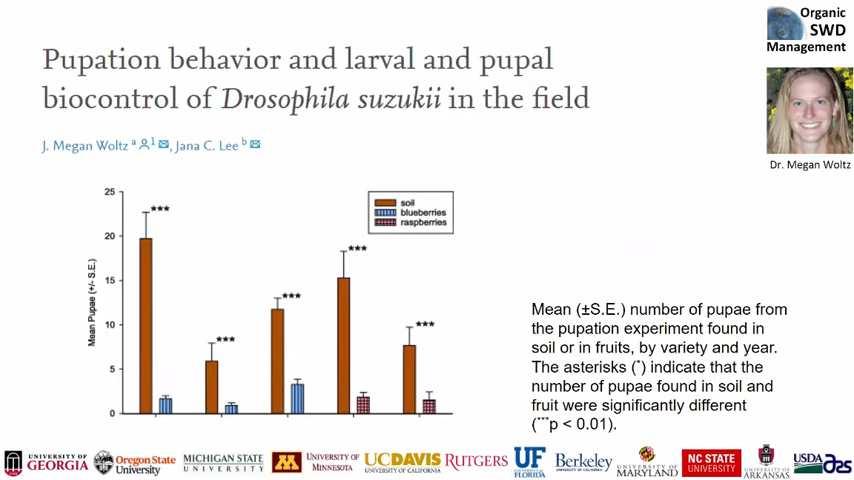 Organic
SWD
Management
Pupation behavior and larval and pupal
biocontrol of Drosophila suzukii in the field
J. Megan Woltz a 1, Jana C. Lee b
Dr. Megan Woltz
25
20
15
10
5
0
Mean Pupae (+/- S.E.)
soil
blueberries
raspberries
***
***
***
***
***
Mean (±S.E.) number of pupae from
the pupation experiment found in
soil or in fruits, by variety and year.
The asterisks (*) indicate that the
number of pupae found in soil and
fruit were significantly different
(***p < 0.01).
UNIVERSITY OF
GEORGIA
Oregon State
University
MICHIGAN STATE
UNIVERSITY
UNIVERSITY OF
MINNESOTA
UCDAVIS
UNIVERSITY OF CALIFORNIA
RUTGERS
UF
UNIVERSITY of
FLORIDA
Berkeley
UNIVERSITY OF CALIFORNIA
UNIVERSITY OF
MARYLAND
NC STATE
UNIVERSITY
UNIVERSITY OF
ARKANSAS
USDA
ars